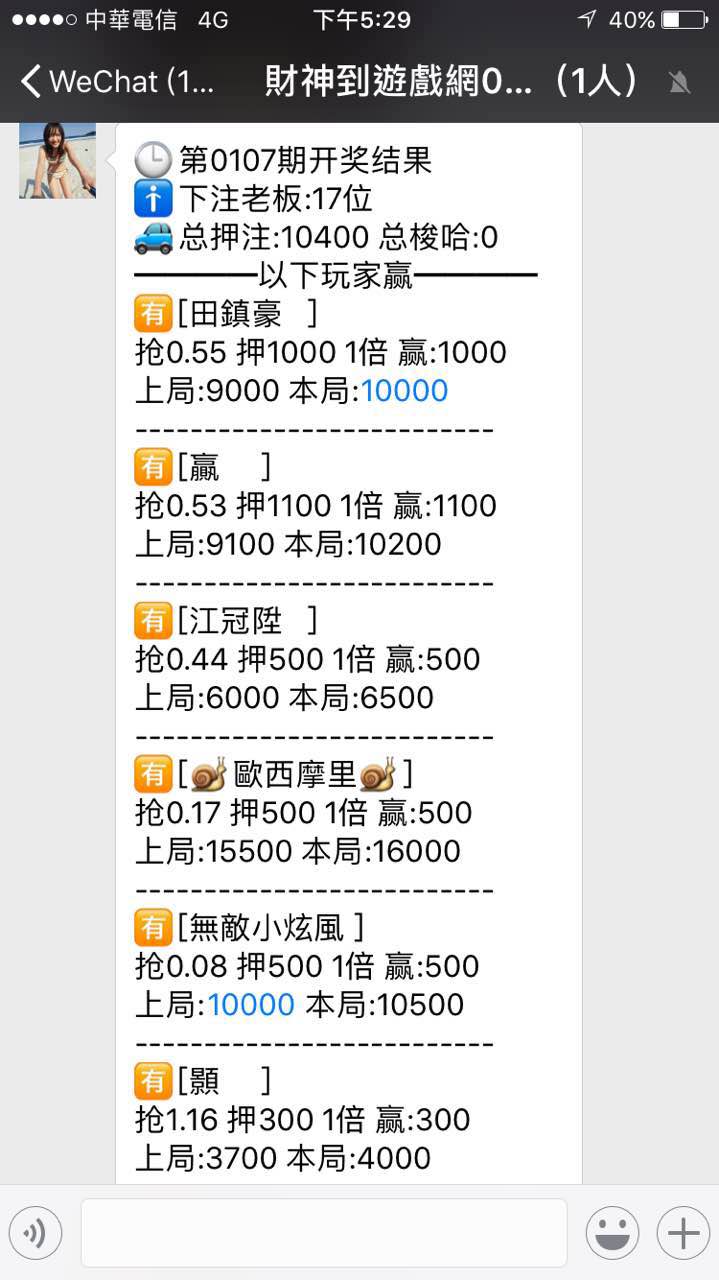 中華電信 4G 下午5:29 40%
WeChat (1... 財神到遊戲網0...（1人）
第0107期开奖结果
下注老板:17位
总押注:10400 总梭哈:0
————以下玩家赢————
🈶[田鎮豪 ]
抢0.55 押1000 1倍 赢:1000
上局:9000 本局:10000
--------------------------
🈶[贏 ]
抢0.53 押1100 1倍 赢:1100
上局:9100 本局:10200
--------------------------
🈶[江冠陞 ]
抢0.44 押500 1倍 赢:500
上局:6000 本局:6500
--------------------------
🈶[🐌歐西摩里🐌]
抢0.17 押500 1倍 赢:500
上局:15500 本局:16000
--------------------------
🈶[無敵小炫風 ]
抢0.08 押500 1倍 赢:500
上局:10000 本局:10500
--------------------------
🈶[顥 ]
抢1.16 押300 1倍 赢:300
上局:3700 本局:4000